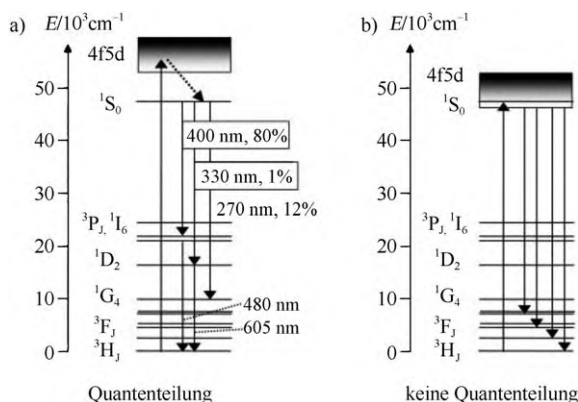 a) E/10³cm⁻¹
4f5d
50
¹S₀
400 nm, 80%
40
330 nm, 1%
30
270 nm, 12%
³P_J, ¹I₆
20
¹D₂
10
¹G₄
480 nm
³F_J
605 nm
0
³H_J
Quantenteilung
b) E/10³cm⁻¹
4f5d
50
¹S₀
40
30
³P_J, ¹I₆
20
¹D₂
10
¹G₄
³F_J
0
³H_J
keine Quantenteilung